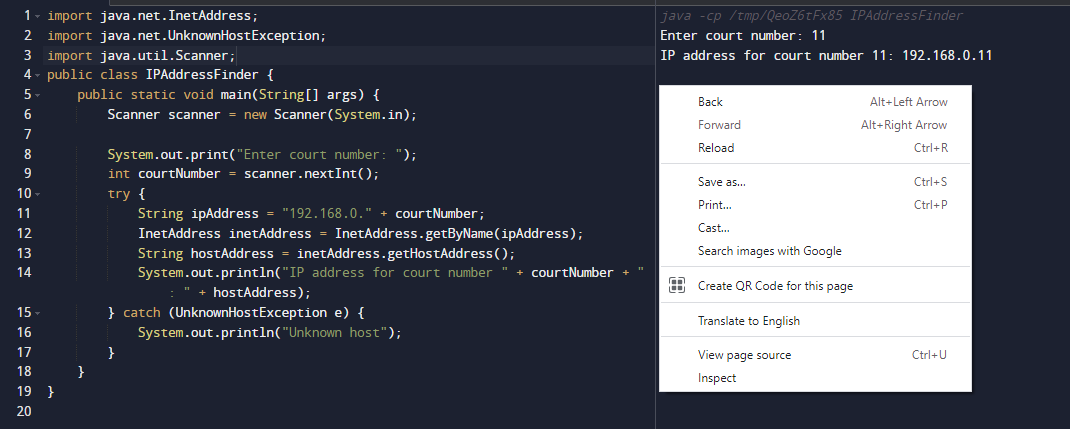 1 import java.net.InetAddress;
2 import java.net.UnknownHostException;
3 import java.util.Scanner;
4 public class IPAddressFinder {
5 public static void main(String[] args) {
6 Scanner scanner = new Scanner(System.in);
7
8 System.out.print("Enter court number: ");
9 int courtNumber = scanner.nextInt();
10 try {
11 String ipAddress = "192.168.0." + courtNumber;
12 InetAddress inetAddress = InetAddress.getByName(ipAddress);
13 String hostAddress = inetAddress.getHostAddress();
14 System.out.println("IP address for court number " + courtNumber + "
: " + hostAddress);
15 } catch (UnknownHostException e) {
16 System.out.println("Unknown host");
17 }
18 }
19 }
20
java -cp /tmp/QeoZ6tFx85 IPAddressFinder
Enter court number: 11
IP address for court number 11: 192.168.0.11
Back Alt+Left Arrow
Forward Alt+Right Arrow
Reload Ctrl+R
Save as... Ctrl+S
Print... Ctrl+P
Cast...
Search images with Google
Create QR Code for this page
Translate to English
View page source Ctrl+U
Inspect